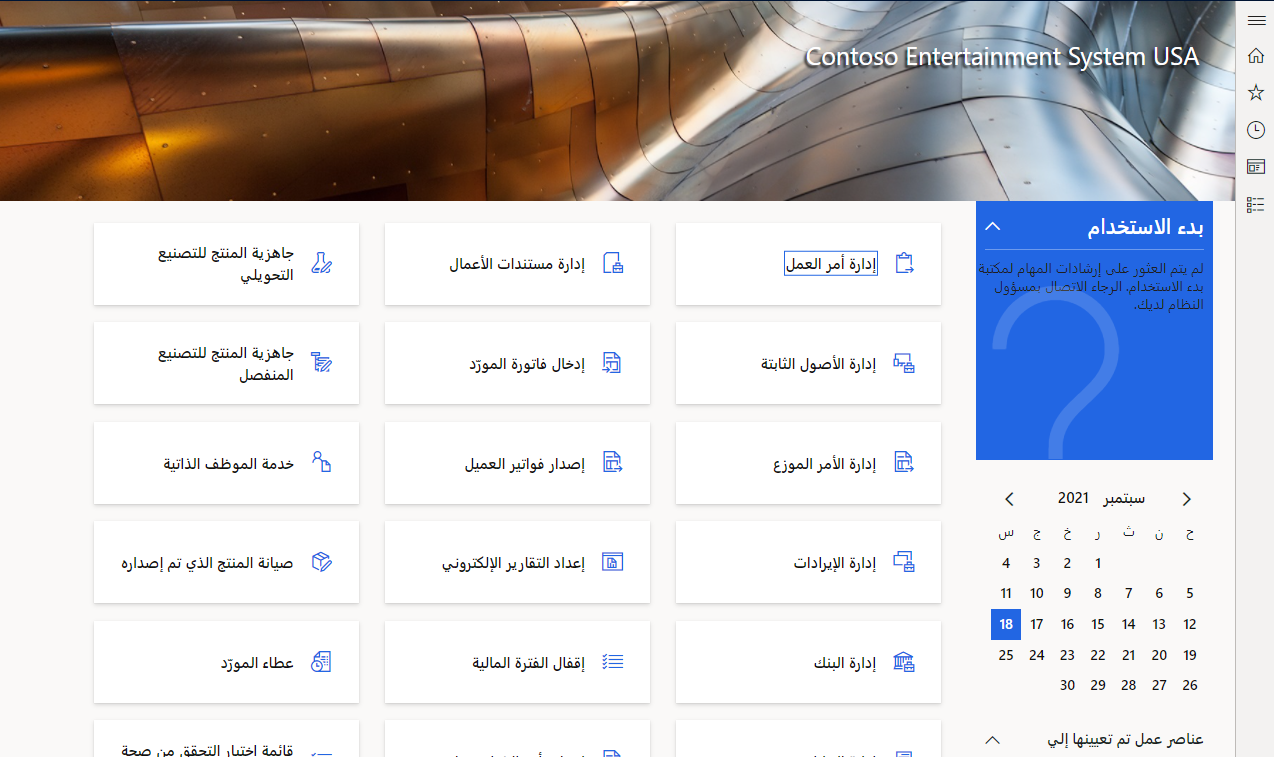 Contoso Entertainment System USA
بدء الاستخدام
لم يتم العثور على إرشادات المهام لمكتبة
بدء الاستخدام. الرجاء الاتصال بمسؤول
النظام لديك.
سبتمبر 2021
ح ن ث ر خ ج س
1 2 3 4
5 6 7 8 9 10 11
12 13 14 15 16 17 18
19 20 21 22 23 24 25
26 27 28 29 30
عناصر عمل تم تعيينها إلي
إدارة أمر العمل
إدارة مستندات الأعمال
جاهزية المنتج للتصنيع
التحويلي
إدارة الأصول الثابتة
إدخال فاتورة المورّد
جاهزية المنتج للتصنيع
المنفصل
إدارة الأمر الموزع
إصدار فواتير العميل
خدمة الموظف الذاتية
إدارة الإيرادات
إعداد التقارير الإلكتروني
صيانة المنتج الذي تم إصداره
إدارة البنك
إقفال الفترة المالية
عطاء المورّد
قائمة اختبار التحقق من صحة